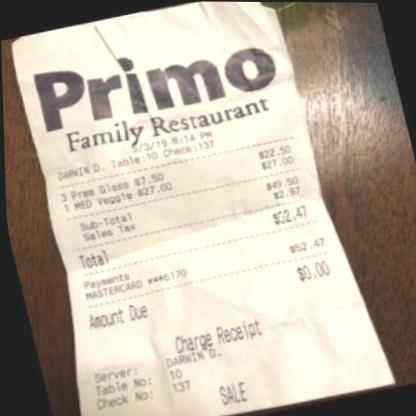 Primo
Family Restaurant
5/3/19 8:14 PM
DARWIN D. Table:10 Check:137
3 Prem Glass $7.50 $22.50
1 MED Veggie $27.00 $27.00
Sub-Total $49.50
Sales Tax $2.97
Total $52.47
Payments
MASTERCARD ***5170 $52.47
Amount Due $0.00
Charge Receipt
Server: DARWIN D.
Table No: 10
Check No: 137
SALE